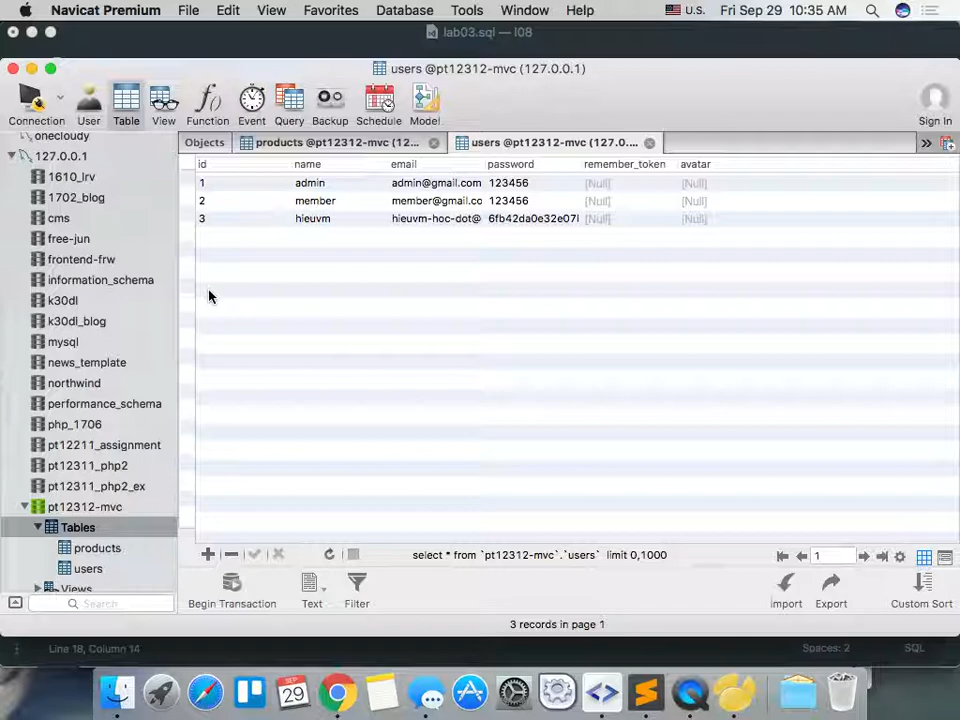 Navicat Premium File Edit View Favorites Database Tools Window Help U.S. Fri Sep 29 10:35 AM
lab03.sql — l08
users @pt12312-mvc (127.0.0.1)
Connection User Table View Function Event Query Backup Schedule Model Sign In
Objects products @pt12312-mvc (12... users @pt12312-mvc (127.0....
onecloudy
127.0.0.1
1610_lrv
1702_blog
cms
free-jun
frontend-frw
information_schema
k30dl
k30dl_blog
mysql
news_template
northwind
performance_schema
php_1706
pt12211_assignment
pt12311_php2
pt12311_php2_ex
pt12312-mvc
Tables
products
users
Views
Search
id name email password remember_token avatar
1 admin admin@gmail.com 123456 [Null] [Null]
2 member member@gmail.co 123456 [Null] [Null]
3 hieuvm hieuvm-hoc-dot@ 6fb42da0e32e07 [Null] [Null]
select * from `pt12312-mvc`.`users` limit 0,1000 1
Begin Transaction Text Filter Import Export Custom Sort
3 records in page 1
Line 18, Column 14 Spaces: 2 SQL
SEP
29